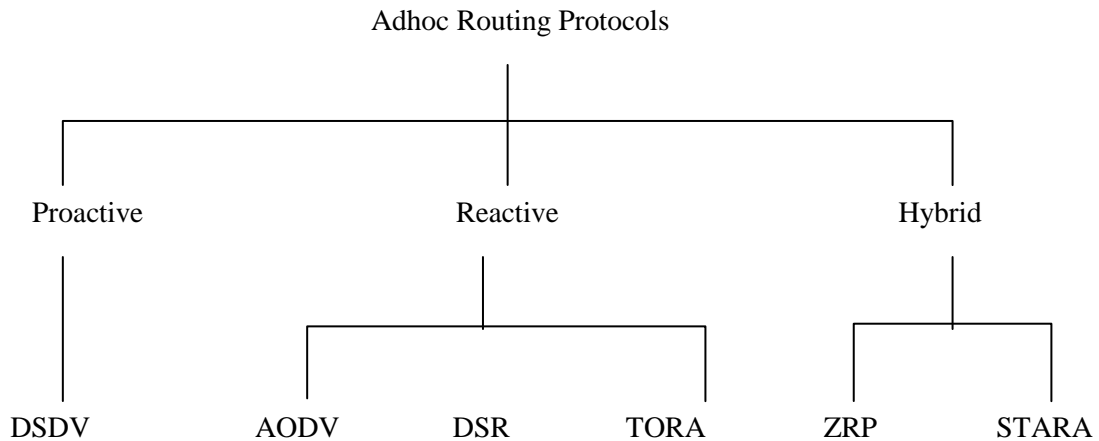 Adhoc Routing Protocols
Proactive Reactive Hybrid
DSDV AODV DSR TORA ZRP STARA